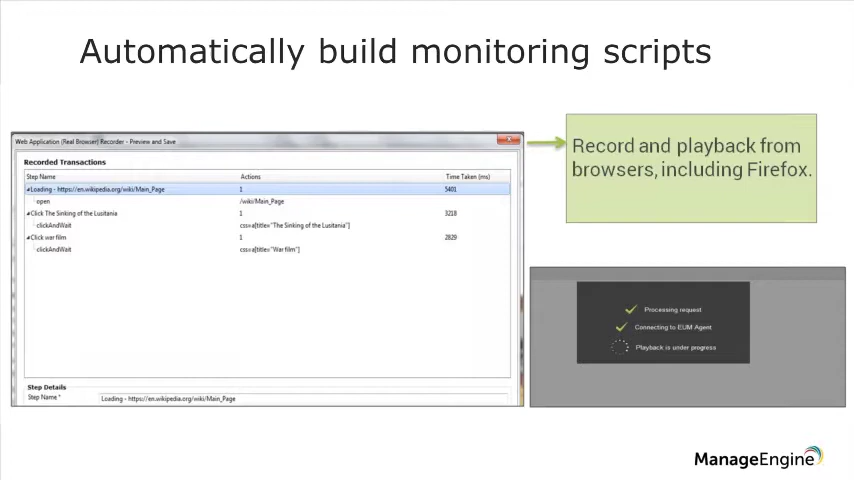 Automatically build monitoring scripts
Web Application (Real Browser) Recorder - Preview and Save
Recorded Transactions
Step Name Actions Time Taken (ms)
Loading - https://en.wikipedia.org/wiki/Main_Page 1 5401
open /wiki/Main_Page
Click The Sinking of the Lusitania 1 3218
clickAndWait css=a[title="The Sinking of the Lusitania"]
Click war film 1 2829
clickAndWait css=a[title="War film"]
Step Details
Step Name * Loading - https://en.wikipedia.org/wiki/Main_Page
Record and playback from
browsers, including Firefox.
Processing request
Connecting to EUM Agent
Playback is under progress
ManageEngine